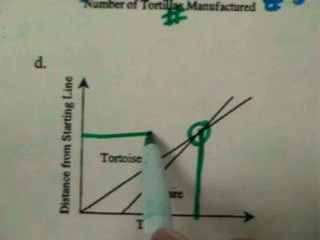 Number of Tortillas Manufactured
#
d.
Distance from Starting Line
Tortoise